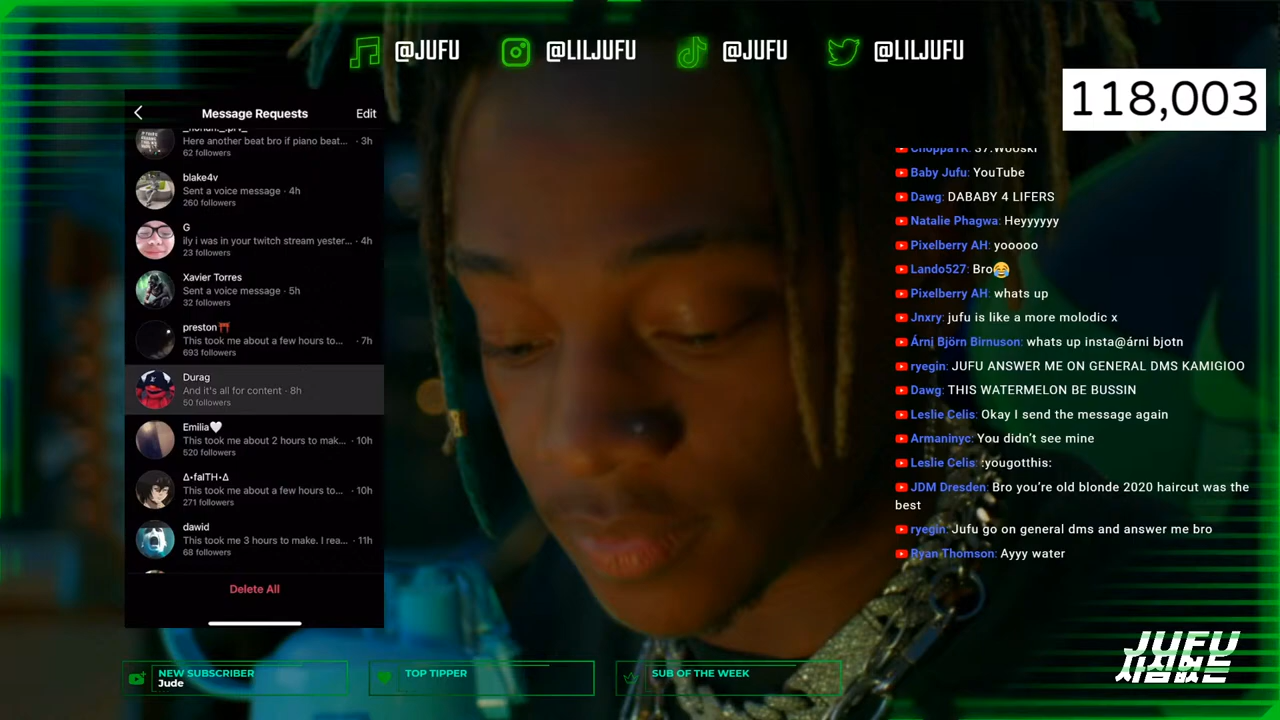 @JUFU
@LILJUFU
@JUFU
@LILJUFU
118,003
Message Requests
Edit
Here another beat bro if piano beat... · 3h
62 followers
blake4v
Sent a voice message · 4h
260 followers
G
ily i was in your twitch stream yester... · 4h
23 followers
Xavier Torres
Sent a voice message · 5h
32 followers
preston⛩️
This took me about a few hours to... · 7h
693 followers
Durag
And it's all for content · 8h
50 followers
Emilia🤍
This took me about 2 hours to mak... · 10h
520 followers
Δ•faITH•Δ
This took me about a few hours to... · 10h
271 followers
dawid
This took me 3 hours to make. I rea... · 11h
68 followers
Delete All
ChoppaTK: 37.Wooski
Baby Jufu: YouTube
Dawg: DABABY 4 LIFERS
Natalie Phagwa: Heyyyyyy
Pixelberry AH: yooooo
Lando527: Bro😂
Pixelberry AH: whats up
Jnxry: jufu is like a more molodic x
Árni Björn Birnuson: whats up insta@árni bjotn
ryegin: JUFU ANSWER ME ON GENERAL DMS KAMIGIOO
Dawg: THIS WATERMELON BE BUSSIN
Leslie Celis: Okay I send the message again
Armaninyc: You didn't see mine
Leslie Celis: :yougotthis:
JDM Dresden: Bro you're old blonde 2020 haircut was the
best
ryegin: Jufu go on general dms and answer me bro
Ryan Thomson: Ayyy water
NEW SUBSCRIBER
Jude
TOP TIPPER
SUB OF THE WEEK
JUFU
사심없는